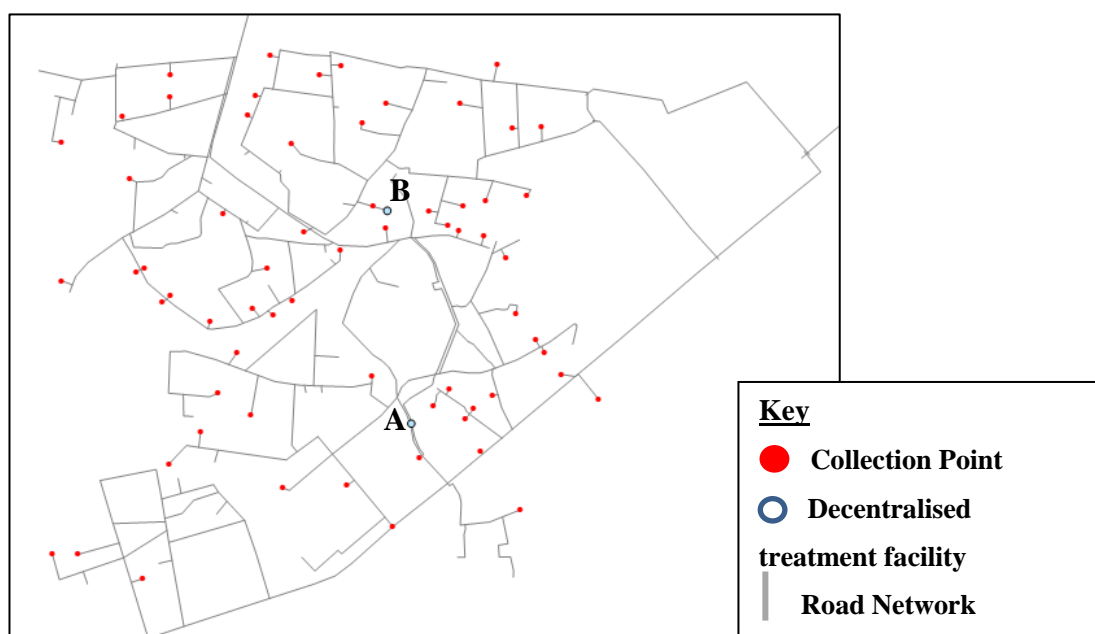 B
A
Key
Collection Point
Decentralised
treatment facility
Road Network